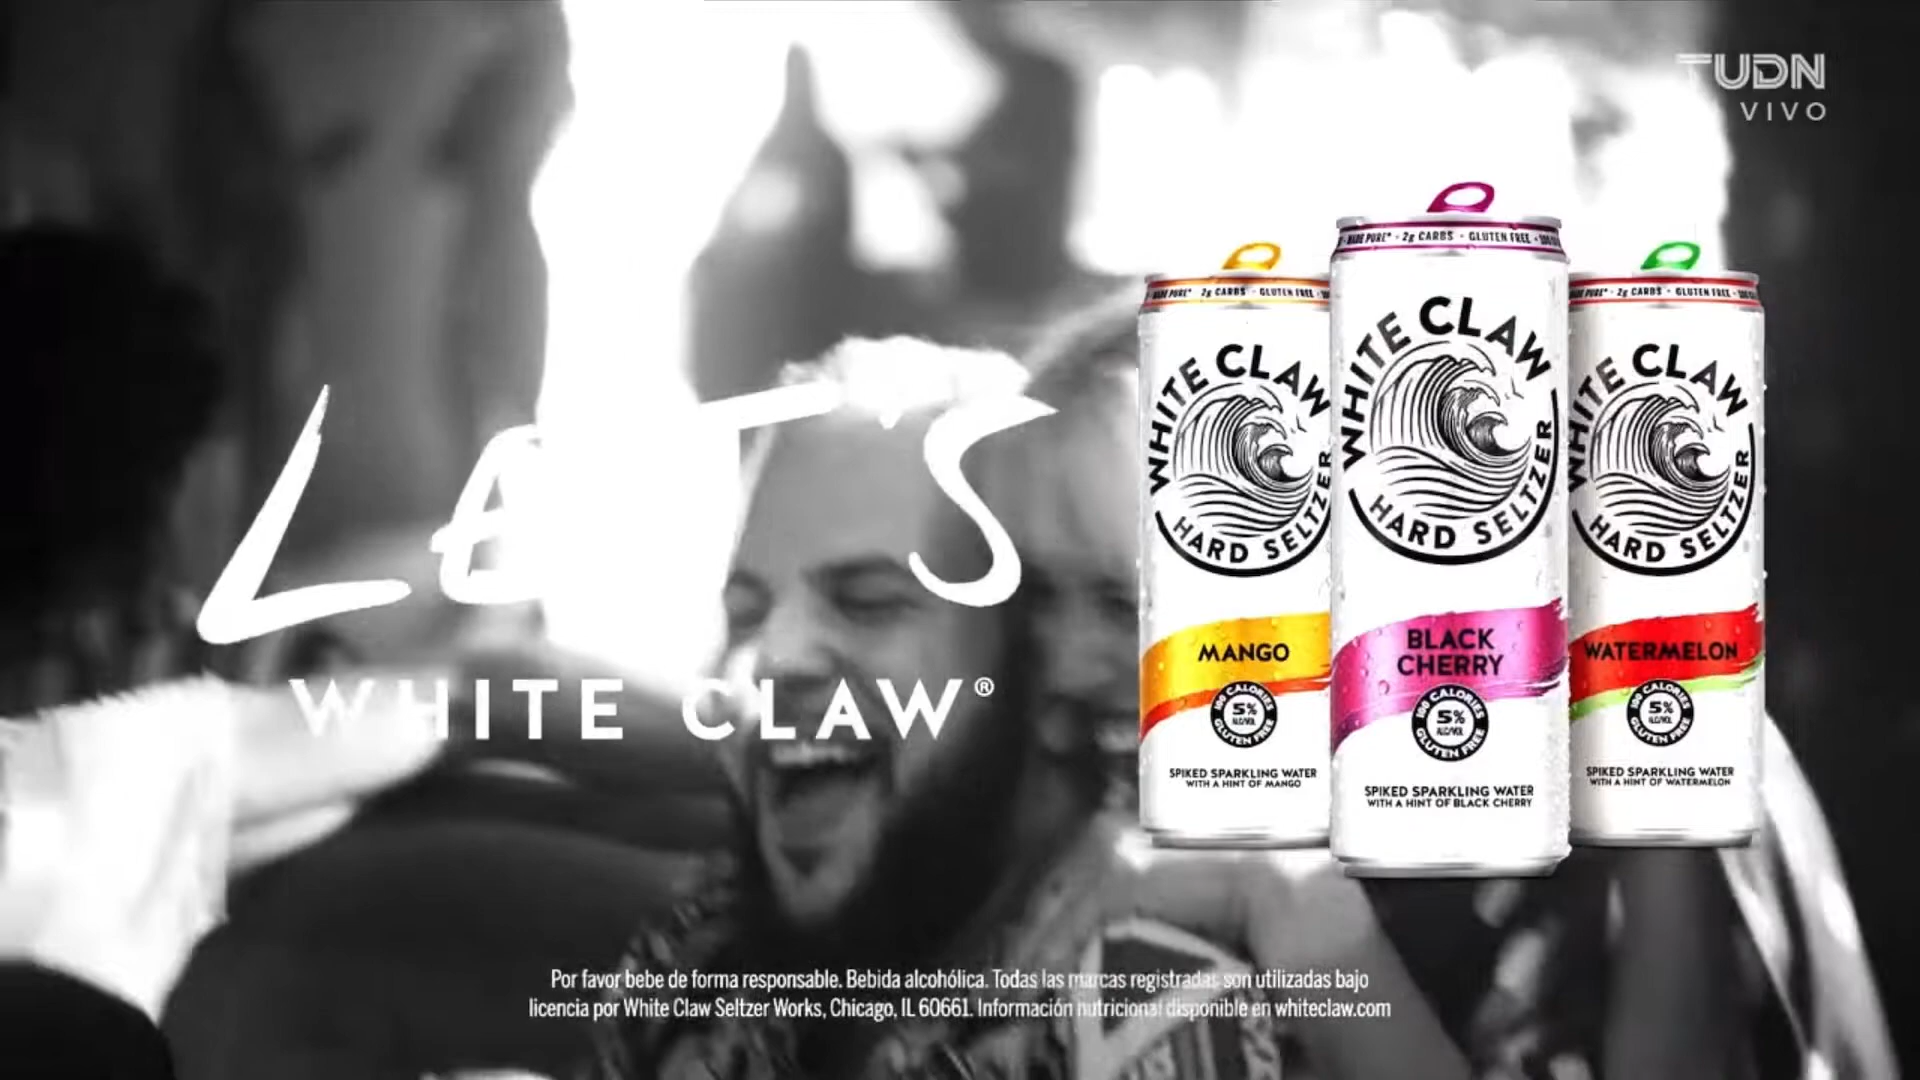 TUDN
VIVO
LET'S
WHITE CLAW®
MADE PURE* · 2g CARBS · GLUTEN FREE
WHITE CLAW
HARD SELTZER
MANGO
100 CALORIES
5%
ALC/VOL
GLUTEN FREE
SPIKED SPARKLING WATER
WITH A HINT OF MANGO
MADE PURE* · 2g CARBS · GLUTEN FREE
WHITE CLAW
HARD SELTZER
BLACK
CHERRY
100 CALORIES
5%
ALC/VOL
GLUTEN FREE
SPIKED SPARKLING WATER
WITH A HINT OF BLACK CHERRY
MADE PURE* · 2g CARBS · GLUTEN FREE
WHITE CLAW
HARD SELTZER
WATERMELON
100 CALORIES
5%
ALC/VOL
GLUTEN FREE
SPIKED SPARKLING WATER
WITH A HINT OF WATERMELON
Por favor bebe de forma responsable. Bebida alcohólica. Todas las marcas registradas son utilizadas bajo
licencia por White Claw Seltzer Works, Chicago, IL 60661. Información nutricional disponible en whiteclaw.com